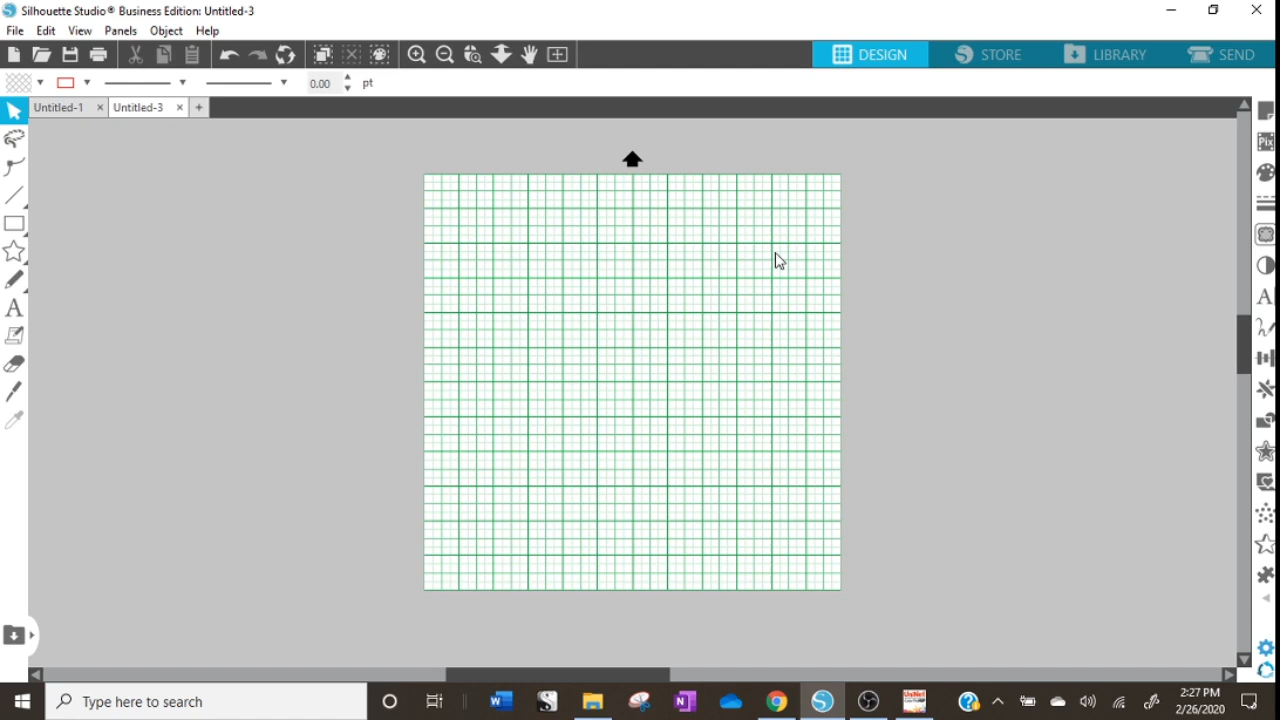 Silhouette Studio® Business Edition: Untitled-3
File Edit View Panels Object Help
DESIGN STORE LIBRARY SEND
0.00 pt
Untitled-1 × Untitled-3 × +
Pix
A
A
Type here to search
2:27 PM
2/26/2020